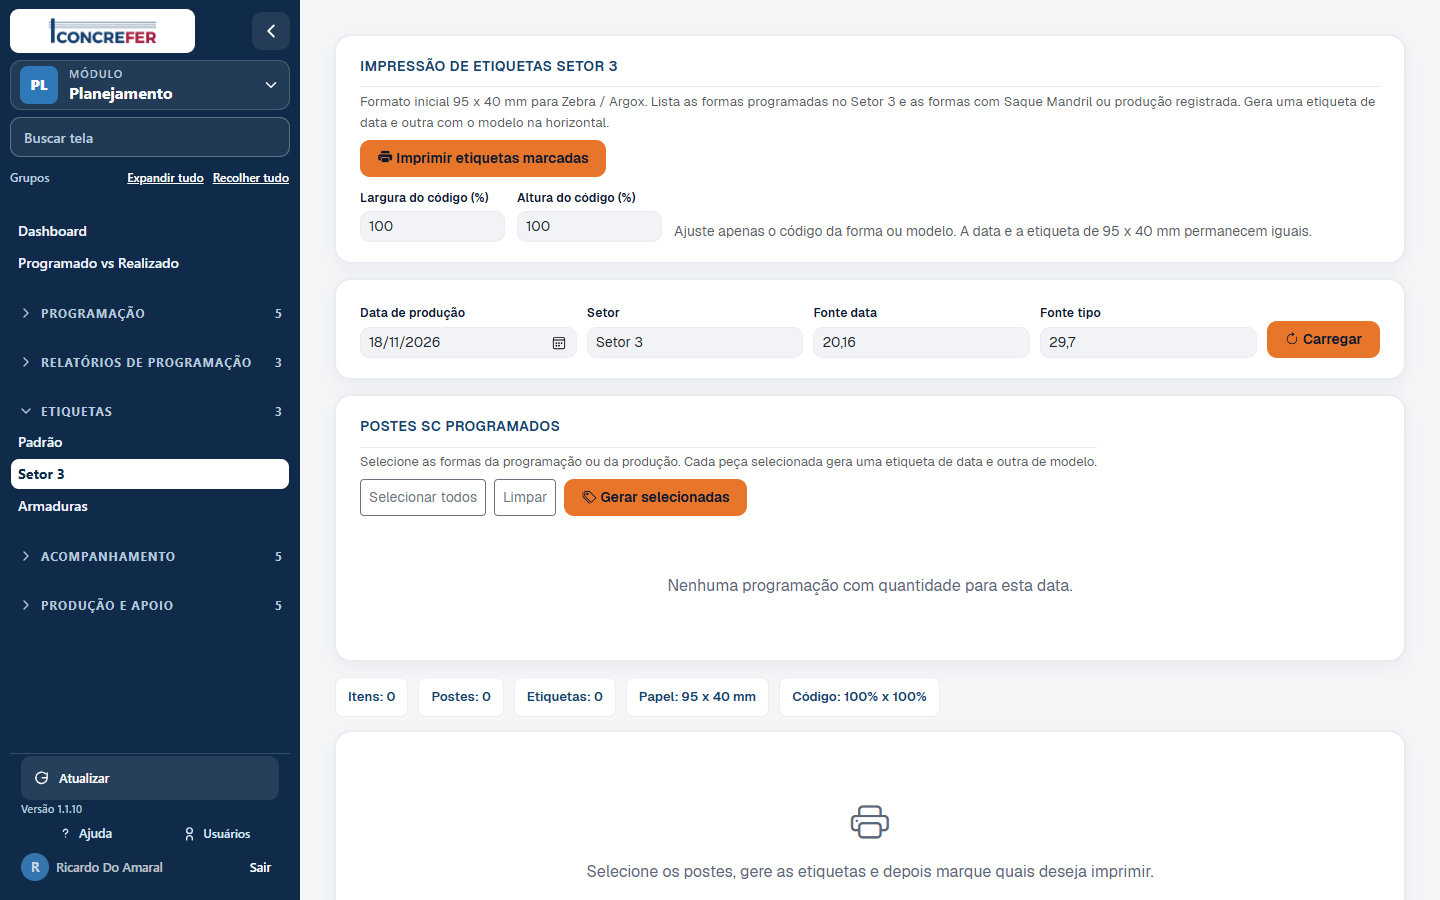 CONCREFER
PL
MÓDULO
Planejamento
Buscar tela
Grupos
Expandir tudo
Recolher tudo
Dashboard
Programado vs Realizado
PROGRAMAÇÃO 5
RELATÓRIOS DE PROGRAMAÇÃO 3
ETIQUETAS 3
Padrão
Setor 3
Armaduras
ACOMPANHAMENTO 5
PRODUÇÃO E APOIO 5
Atualizar
Versão 1.1.10
? Ajuda
Usuários
R Ricardo Do Amaral
Sair
IMPRESSÃO DE ETIQUETAS SETOR 3
Formato inicial 95 x 40 mm para Zebra / Argox. Lista as formas programadas no Setor 3 e as formas com Saque Mandril ou produção registrada. Gera uma etiqueta de
data e outra com o modelo na horizontal.
Imprimir etiquetas marcadas
Largura do código (%)
Altura do código (%)
100
100
Ajuste apenas o código da forma ou modelo. A data e a etiqueta de 95 x 40 mm permanecem iguais.
Data de produção
Setor
Fonte data
Fonte tipo
18/11/2026
Setor 3
20,16
29,7
Carregar
POSTES SC PROGRAMADOS
Selecione as formas da programação ou da produção. Cada peça selecionada gera uma etiqueta de data e outra de modelo.
Selecionar todos
Limpar
Gerar selecionadas
Nenhuma programação com quantidade para esta data.
Itens: 0
Postes: 0
Etiquetas: 0
Papel: 95 x 40 mm
Código: 100% x 100%
Selecione os postes, gere as etiquetas e depois marque quais deseja imprimir.